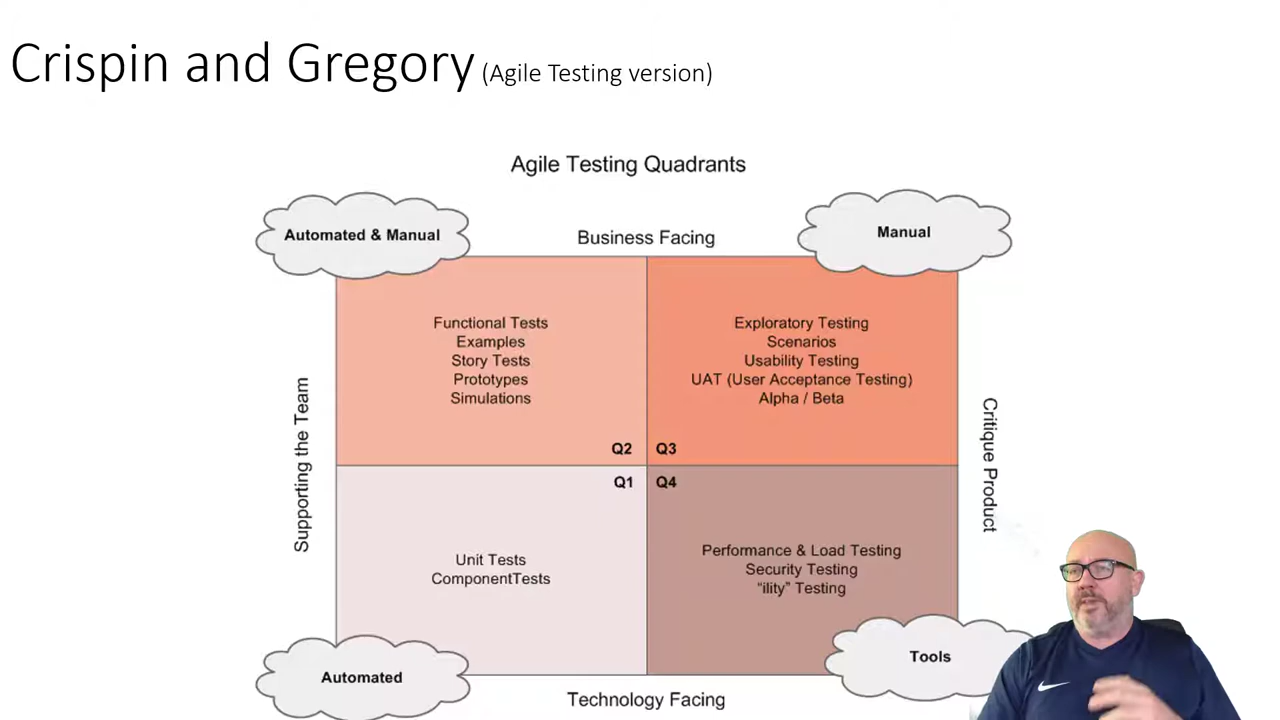 Crispin and Gregory (Agile Testing version)
Agile Testing Quadrants
Automated & Manual
Business Facing
Manual
Supporting the Team
Functional Tests
Examples
Story Tests
Prototypes
Simulations
Q2
Exploratory Testing
Scenarios
Usability Testing
UAT (User Acceptance Testing)
Alpha / Beta
Q3
Critique Product
Q1
Unit Tests
ComponentTests
Q4
Performance & Load Testing
Security Testing
“ility” Testing
Automated
Technology Facing
Tools